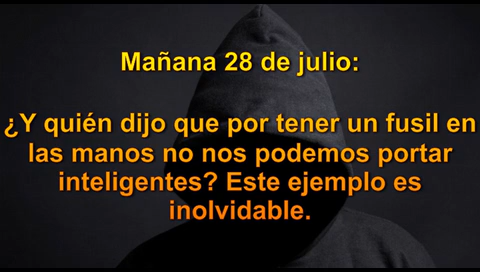 Mañana 28 de julio:
¿Y quién dijo que por tener un fusil en
las manos no nos podemos portar
inteligentes? Este ejemplo es
inolvidable.